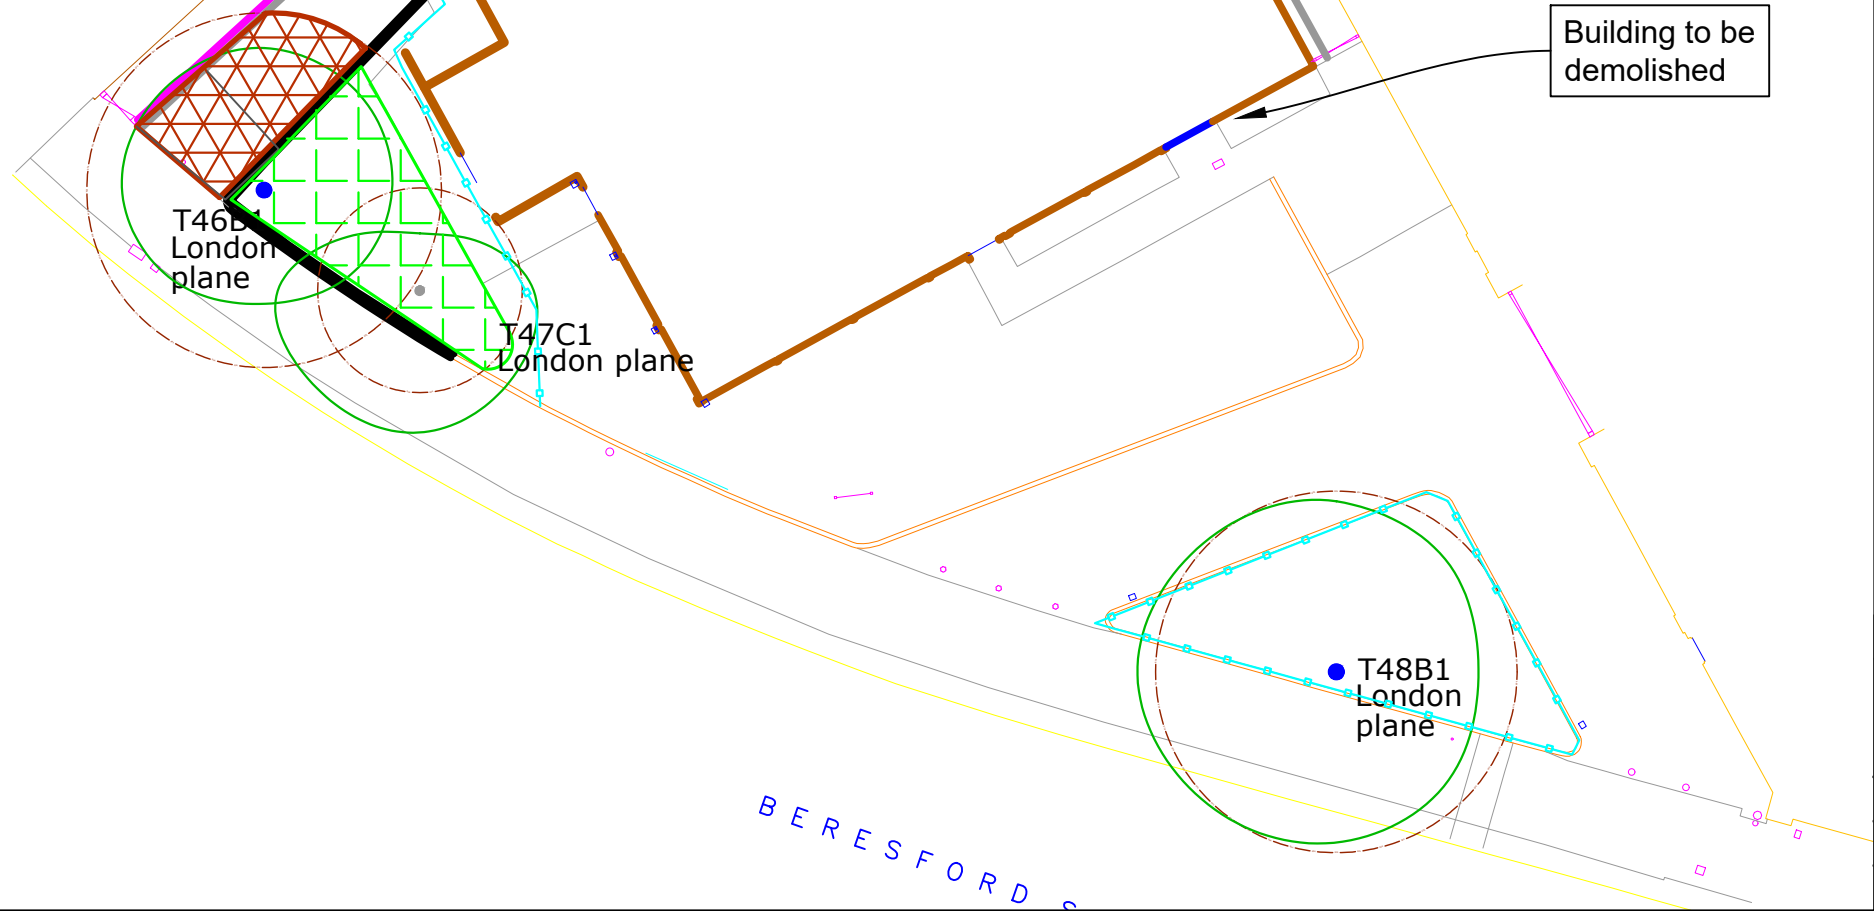 Building to be
demolished
T46B1
London
plane
T47C1
London plane
T48B1
London
plane
BERESFORD S